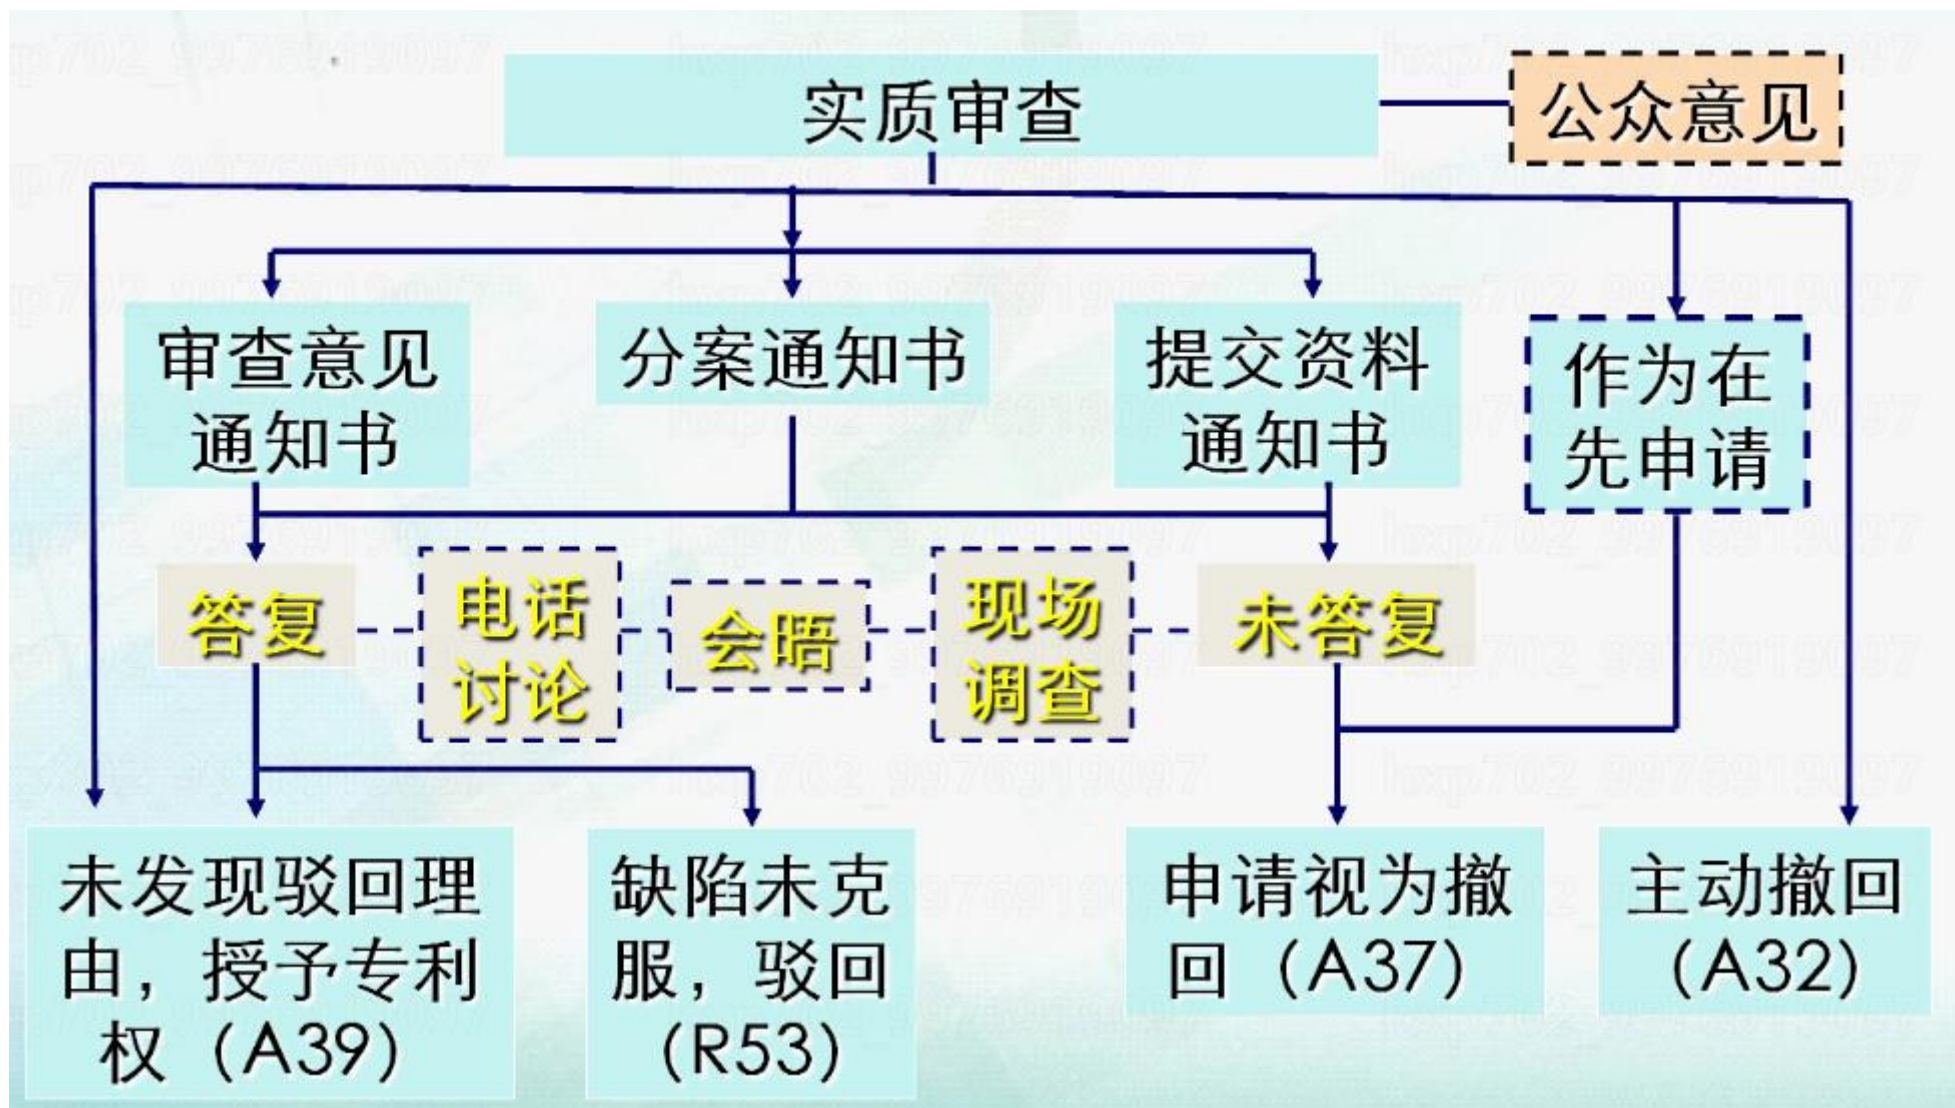 实质审查
公众意见
审查意见
通知书
分案通知书
提交资料
通知书
作为在
先申请
答复
电话
讨论
会晤
现场
调查
未答复
未发现驳回理
由，授予专利
权（A39）
缺陷未克
服，驳回
（R53）
申请视为撤
回（A37）
主动撤回
（A32）